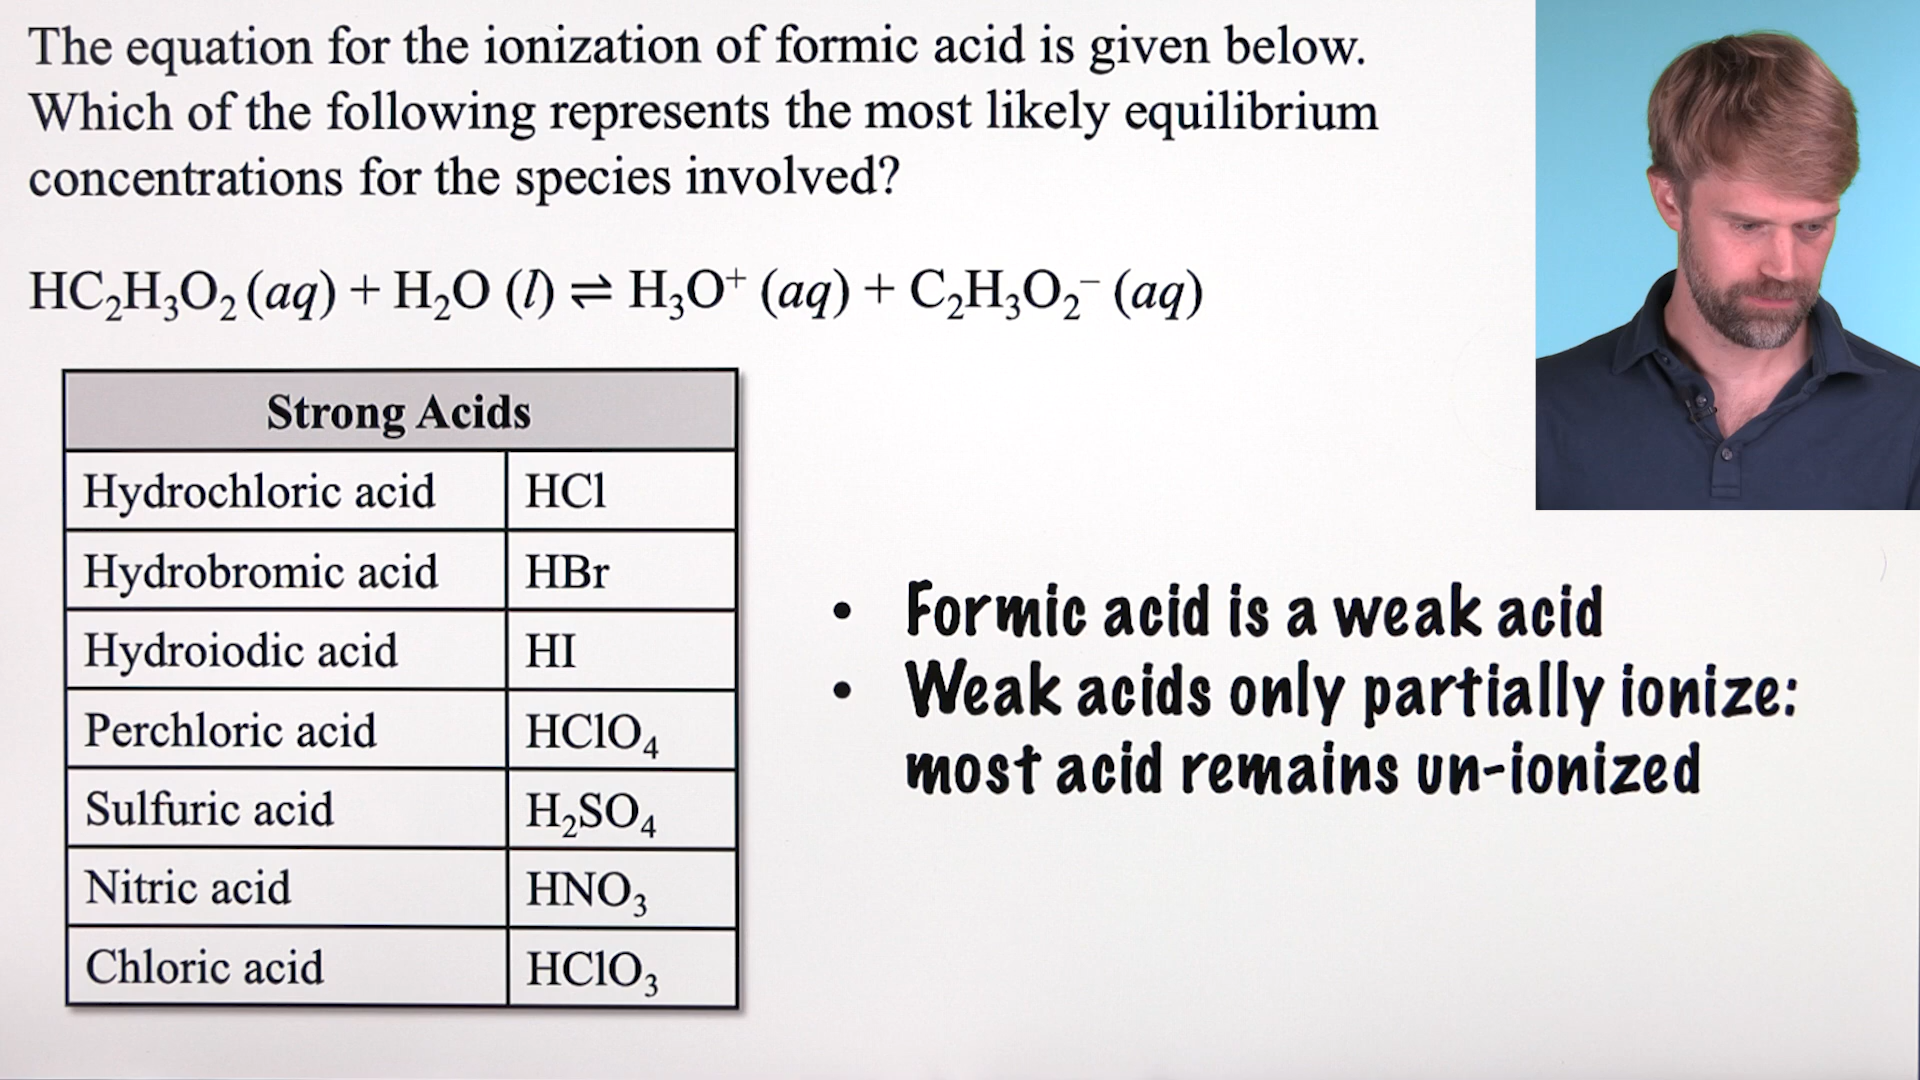 The equation for the ionization of formic acid is given below.
Which of the following represents the most likely equilibrium
concentrations for the species involved?
HC₂H₃O₂ (aq) + H₂O (l) ⇌ H₃O⁺ (aq) + C₂H₃O₂⁻ (aq)
Strong Acids
Hydrochloric acid HCl
Hydrobromic acid HBr
Hydroiodic acid HI
Perchloric acid HClO₄
Sulfuric acid H₂SO₄
Nitric acid HNO₃
Chloric acid HClO₃
• Formic acid is a weak acid
• Weak acids only partially ionize:
most acid remains un-ionized